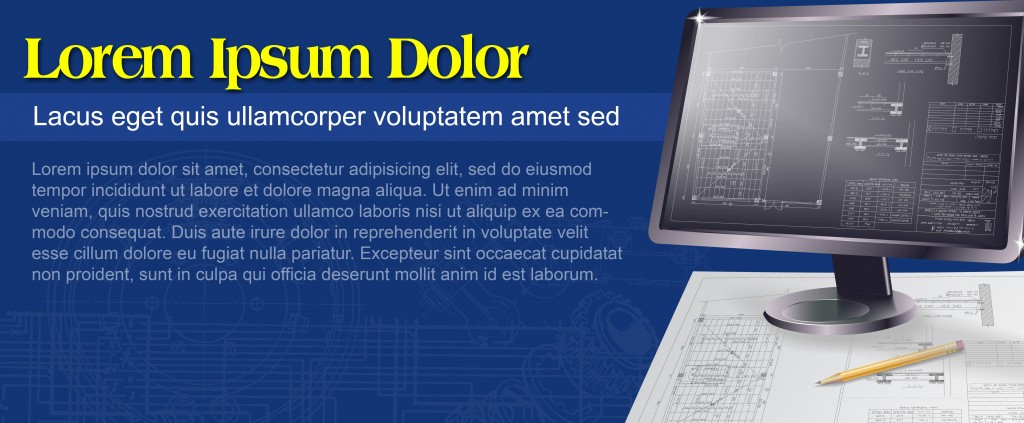 Lorem Ipsum Dolor
Lacus eget quis ullamcorper voluptatem amet sed
Lorem ipsum dolor sit amet, consectetur adipisicing elit, sed do eiusmod
tempor incididunt ut labore et dolore magna aliqua. Ut enim ad minim
veniam, quis nostrud exercitation ullamco laboris nisi ut aliquip ex ea com-
modo consequat. Duis aute irure dolor in reprehenderit in voluptate velit
esse cillum dolore eu fugiat nulla pariatur. Excepteur sint occaecat cupidatat
non proident, sunt in culpa qui officia deserunt mollit anim id est laborum.